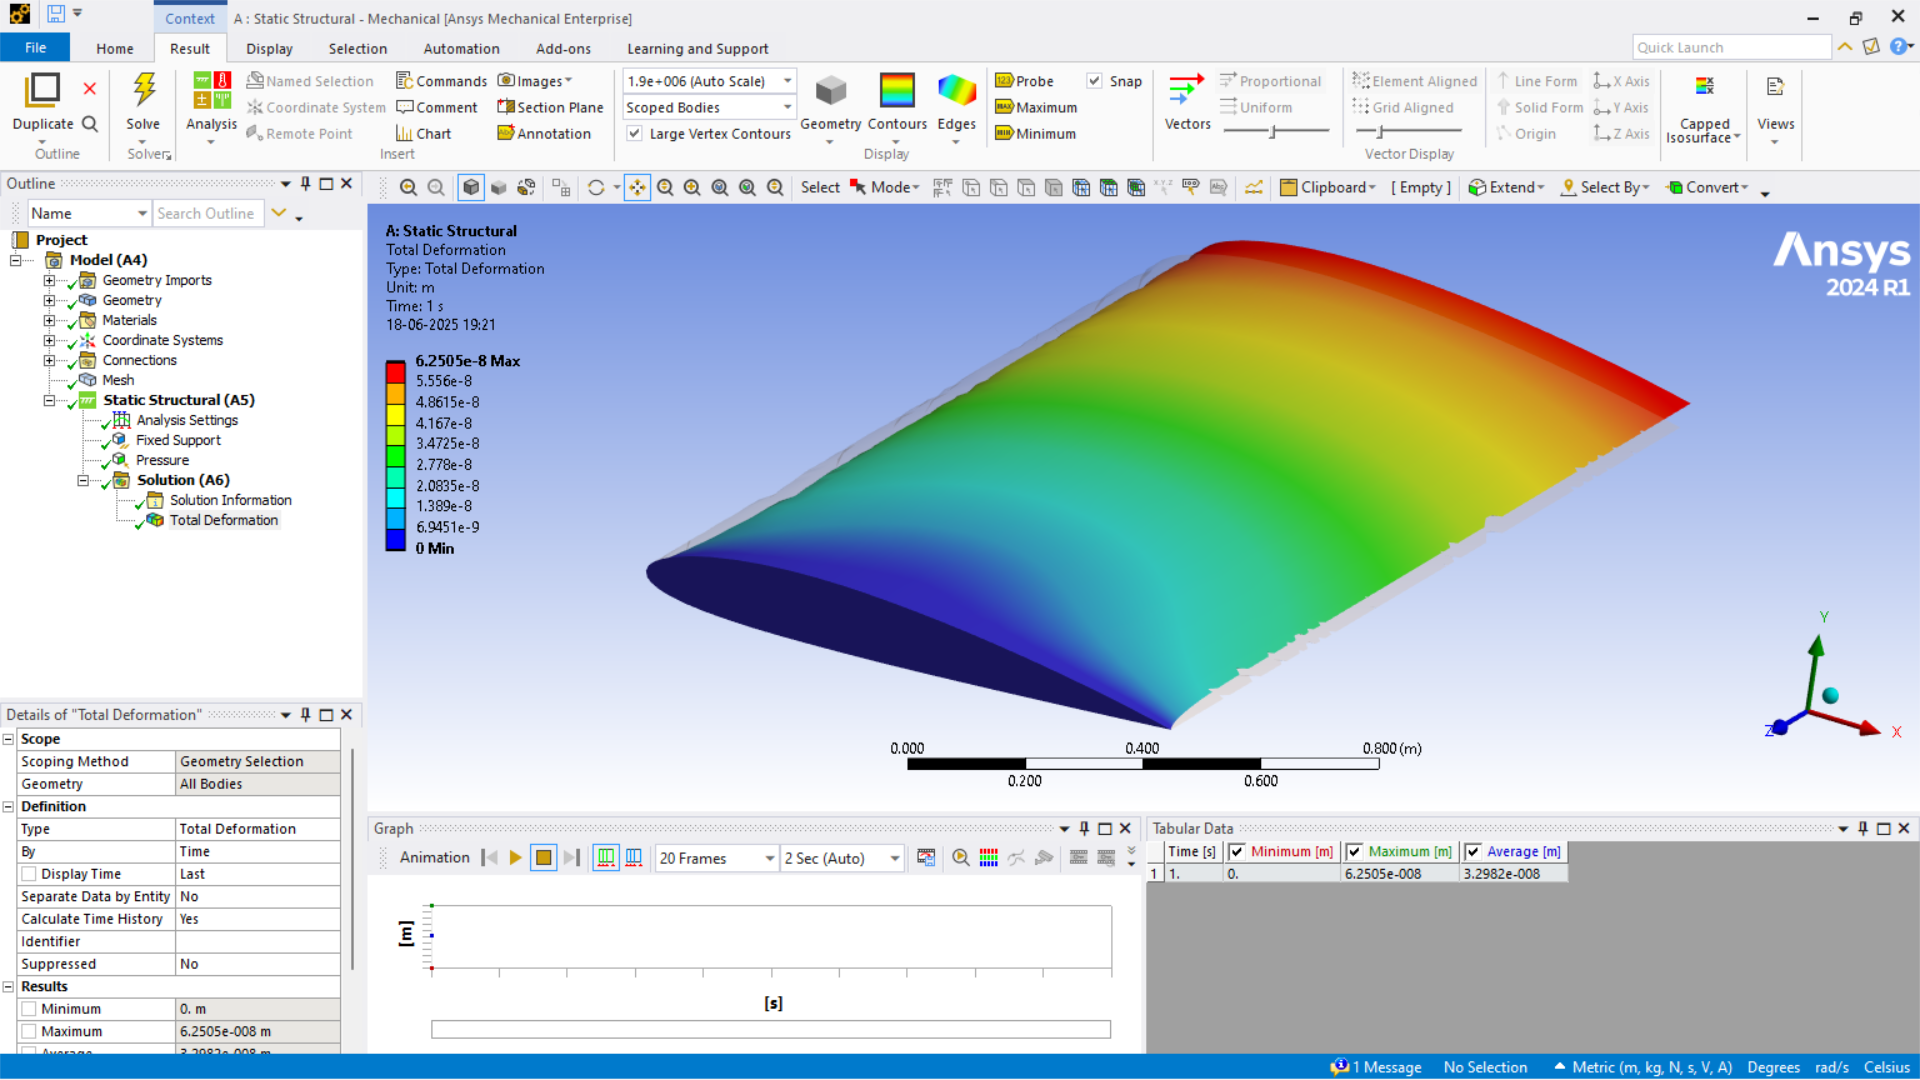 Context
A : Static Structural - Mechanical [Ansys Mechanical Enterprise]
File
Home
Result
Display
Selection
Automation
Add-ons
Learning and Support
Quick Launch
Duplicate
Outline
Solve
Solver
Analysis
Named Selection
Coordinate System
Remote Point
Commands
Comment
Chart
Images
Section Plane
Annotation
Insert
1.9e+006 (Auto Scale)
Scoped Bodies
Large Vertex Contours
Geometry
Contours
Edges
Display
Probe
Maximum
Minimum
Snap
Vectors
Proportional
Uniform
Element Aligned
Grid Aligned
Line Form
Solid Form
Origin
X Axis
Y Axis
Z Axis
Vector Display
Capped
Isosurface
Views
Outline
Name
Search Outline
Select
Mode
Clipboard
[ Empty ]
Extend
Select By
Convert
Project
Model (A4)
Geometry Imports
Geometry
Materials
Coordinate Systems
Connections
Mesh
Static Structural (A5)
Analysis Settings
Fixed Support
Pressure
Solution (A6)
Solution Information
Total Deformation
A: Static Structural
Total Deformation
Type: Total Deformation
Unit: m
Time: 1 s
18-06-2025 19:21
6.2505e-8 Max
5.556e-8
4.8615e-8
4.167e-8
3.4725e-8
2.778e-8
2.0835e-8
1.389e-8
6.9451e-9
0 Min
Ansys
2024 R1
Y
Z
X
0.000
0.400
0.800 (m)
0.200
0.600
Details of "Total Deformation"
Scope
Scoping Method Geometry Selection
Geometry All Bodies
Definition
Type Total Deformation
By Time
Display Time Last
Separate Data by Entity No
Calculate Time History Yes
Identifier
Suppressed No
Results
Minimum 0. m
Maximum 6.2505e-008 m
Average 3.2982e-008 m
Graph
Animation
20 Frames
2 Sec (Auto)
[m]
[s]
Tabular Data
Time [s] Minimum [m] Maximum [m] Average [m]
1 1. 0. 6.2505e-008 3.2982e-008
1 Message
No Selection
Metric (m, kg, N, s, V, A)
Degrees
rad/s
Celsius